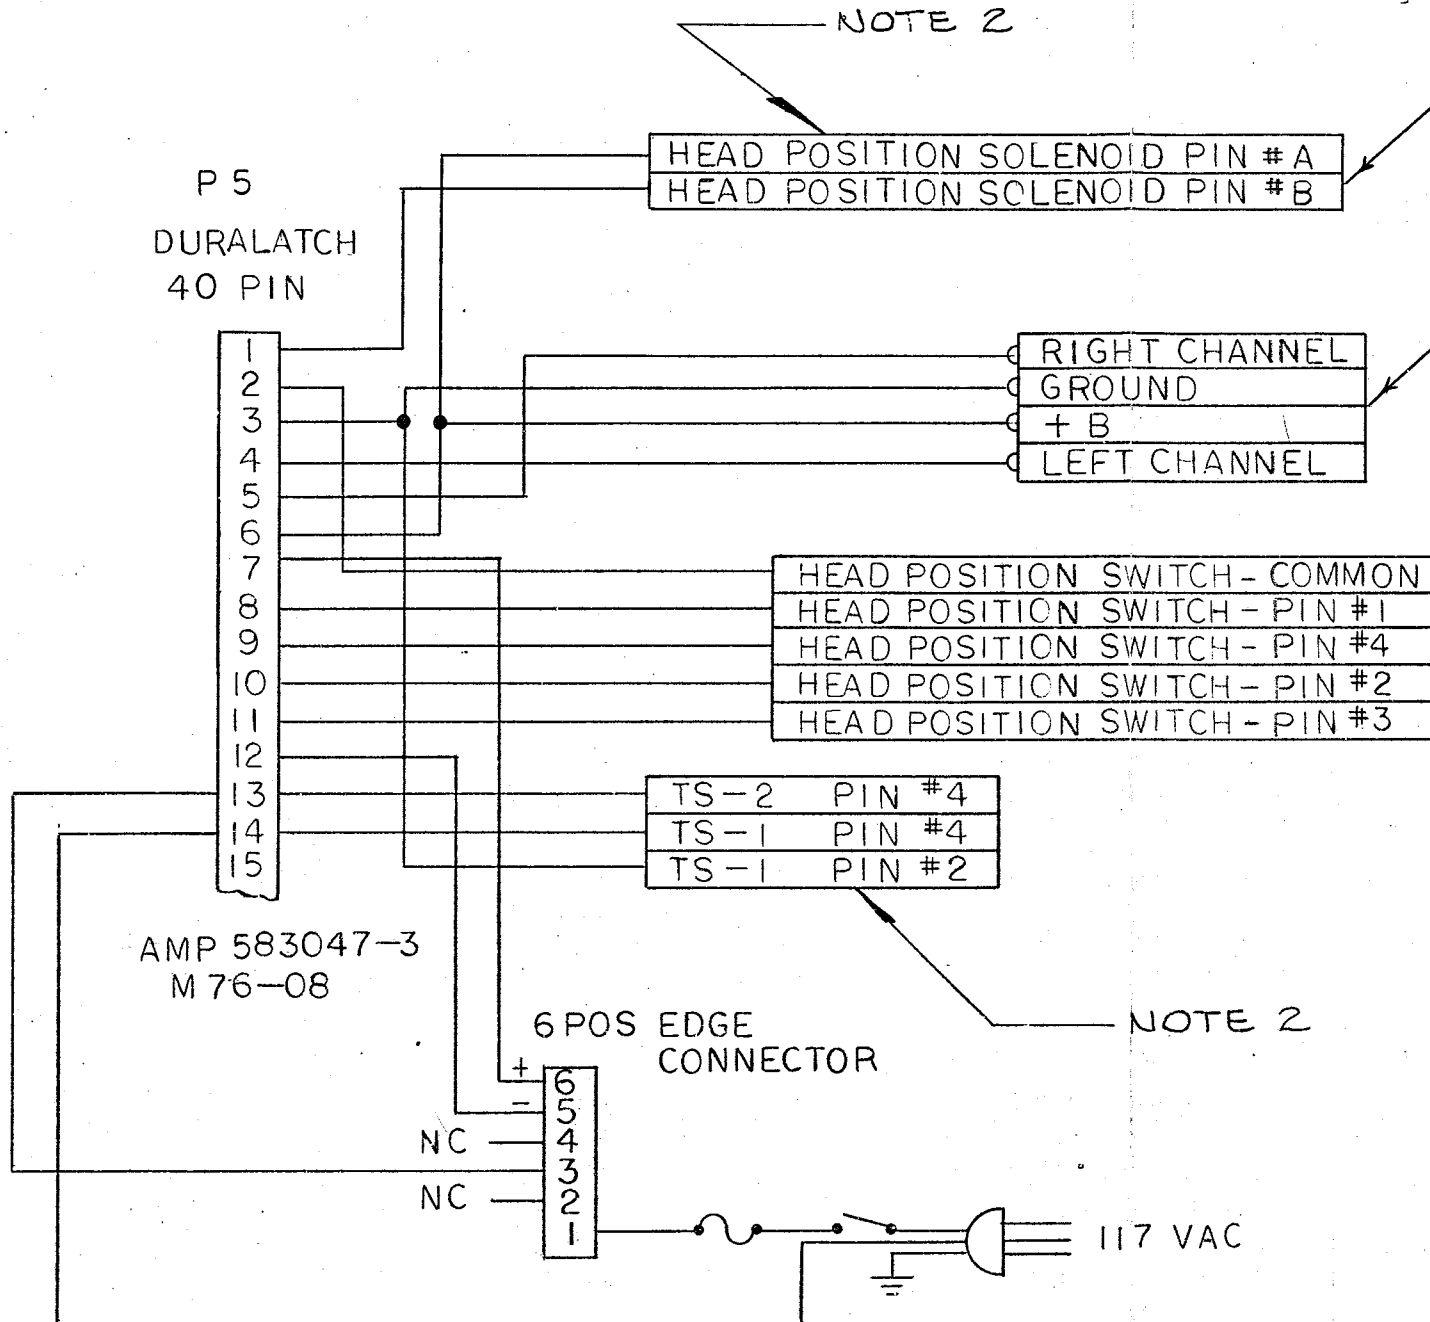 NOTE 2
HEAD POSITION SOLENOID PIN #A
HEAD POSITION SOLENOID PIN #B
P 5
DURALATCH
40 PIN
1
2
3
4
5
6
7
8
9
10
11
12
13
14
15
RIGHT CHANNEL
GROUND
+ B
LEFT CHANNEL
HEAD POSITION SWITCH - COMMON
HEAD POSITION SWITCH - PIN #1
HEAD POSITION SWITCH - PIN #4
HEAD POSITION SWITCH - PIN #2
HEAD POSITION SWITCH - PIN #3
TS-2 PIN #4
TS-1 PIN #4
TS-1 PIN #2
AMP 583047-3
M 76-08
NOTE 2
6 POS EDGE
CONNECTOR
+ 6
- 5
NC 4
3
NC 2
1
117 VAC